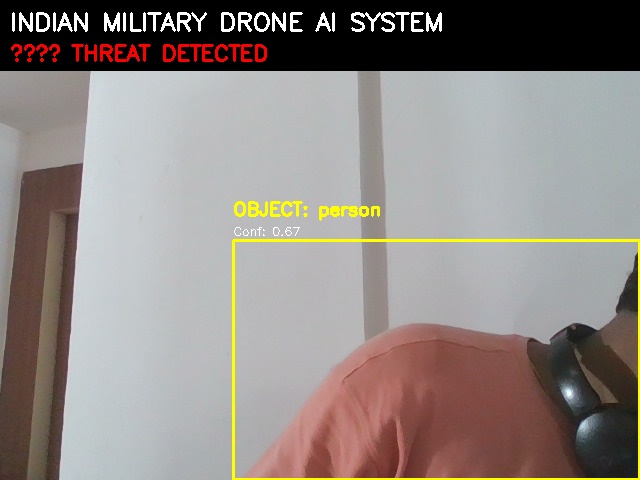 INDIAN MILITARY DRONE AI SYSTEM
???? THREAT DETECTED
OBJECT: person
Conf: 0.67